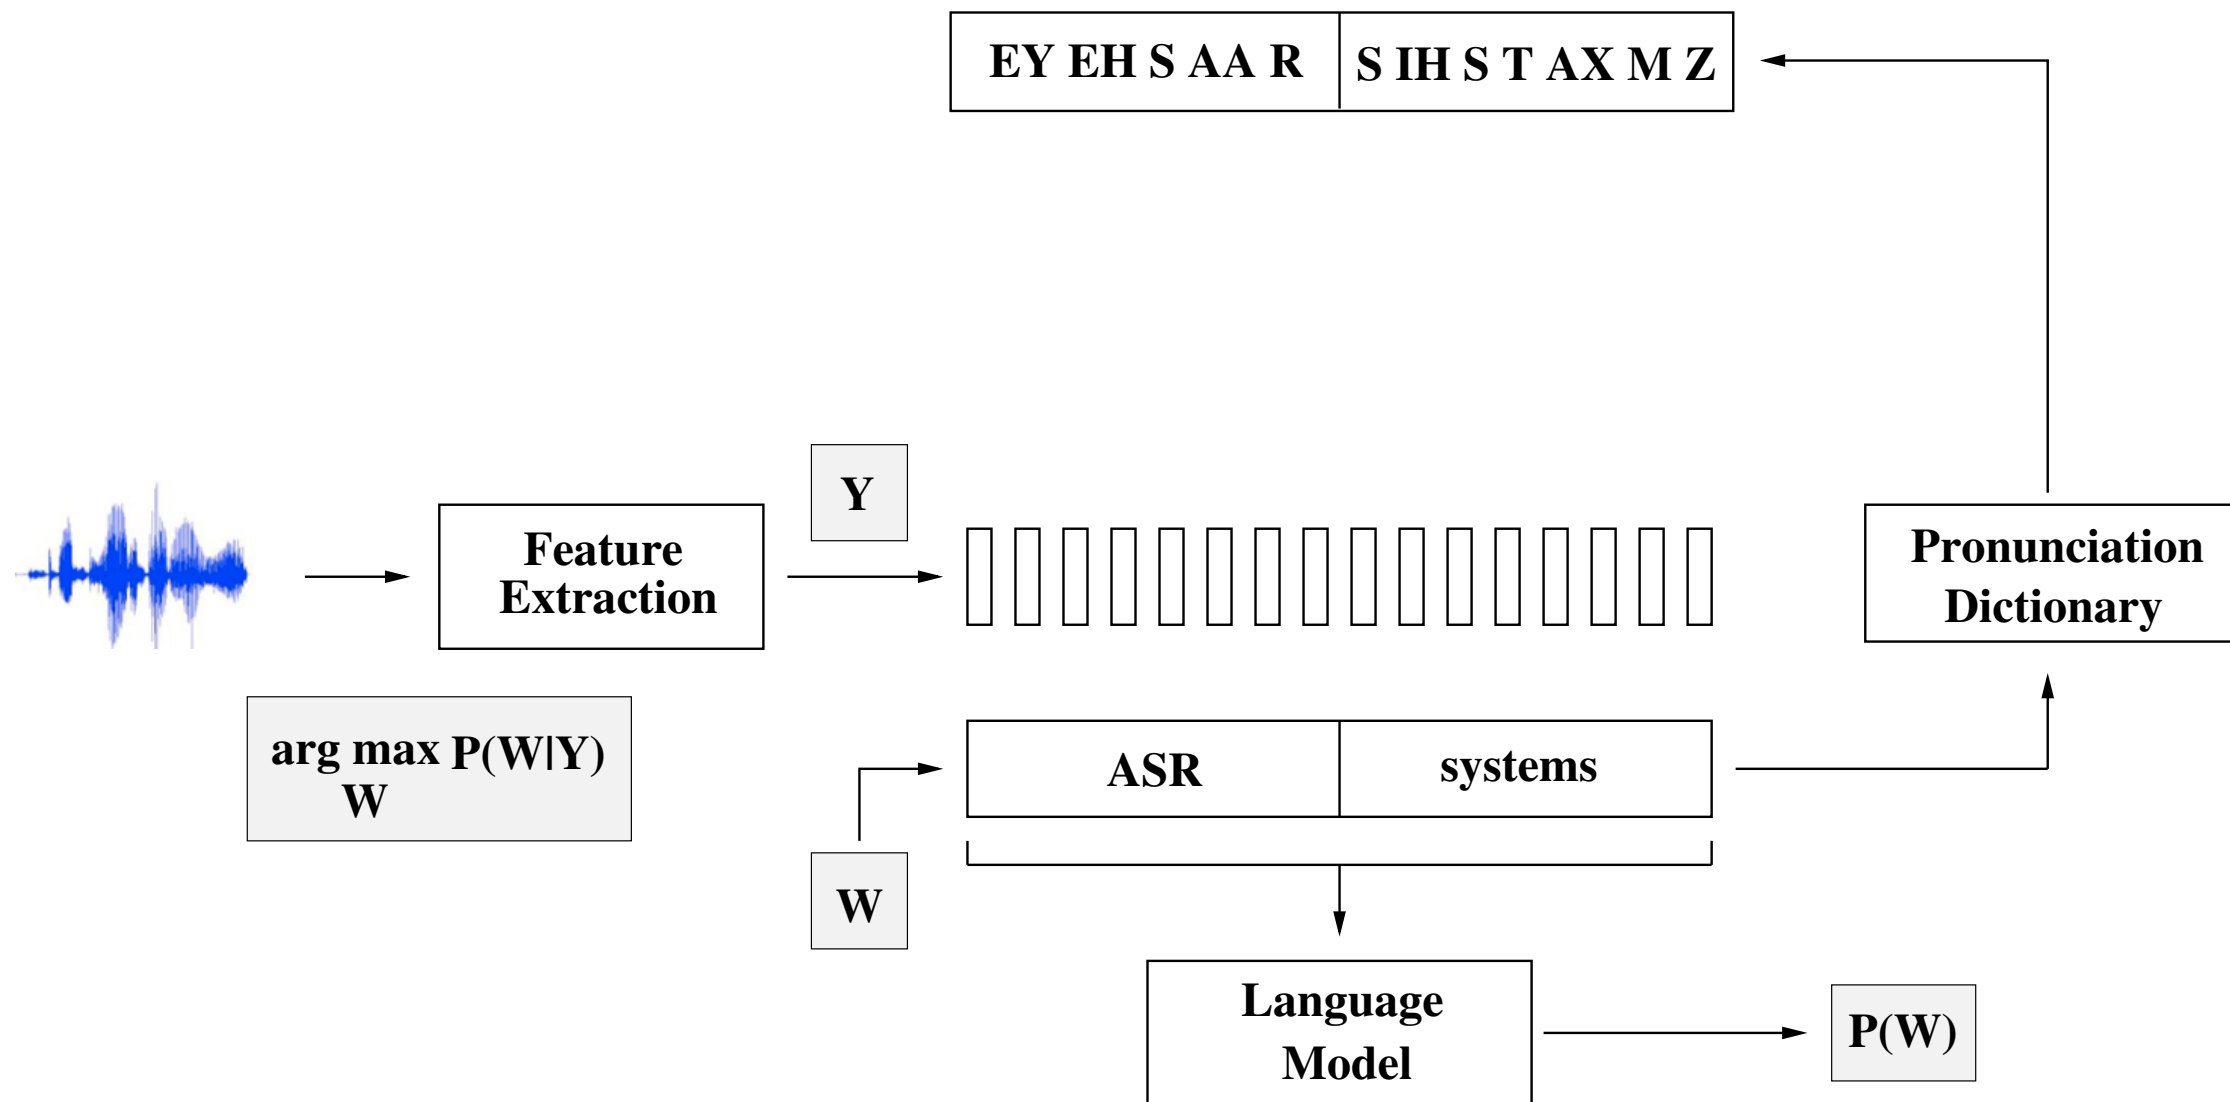 EY EH S AA R S IH S T AX M Z
Y
Feature
Extraction
Pronunciation
Dictionary
arg max P(W|Y)
W
ASR systems
W
Language
Model
P(W)